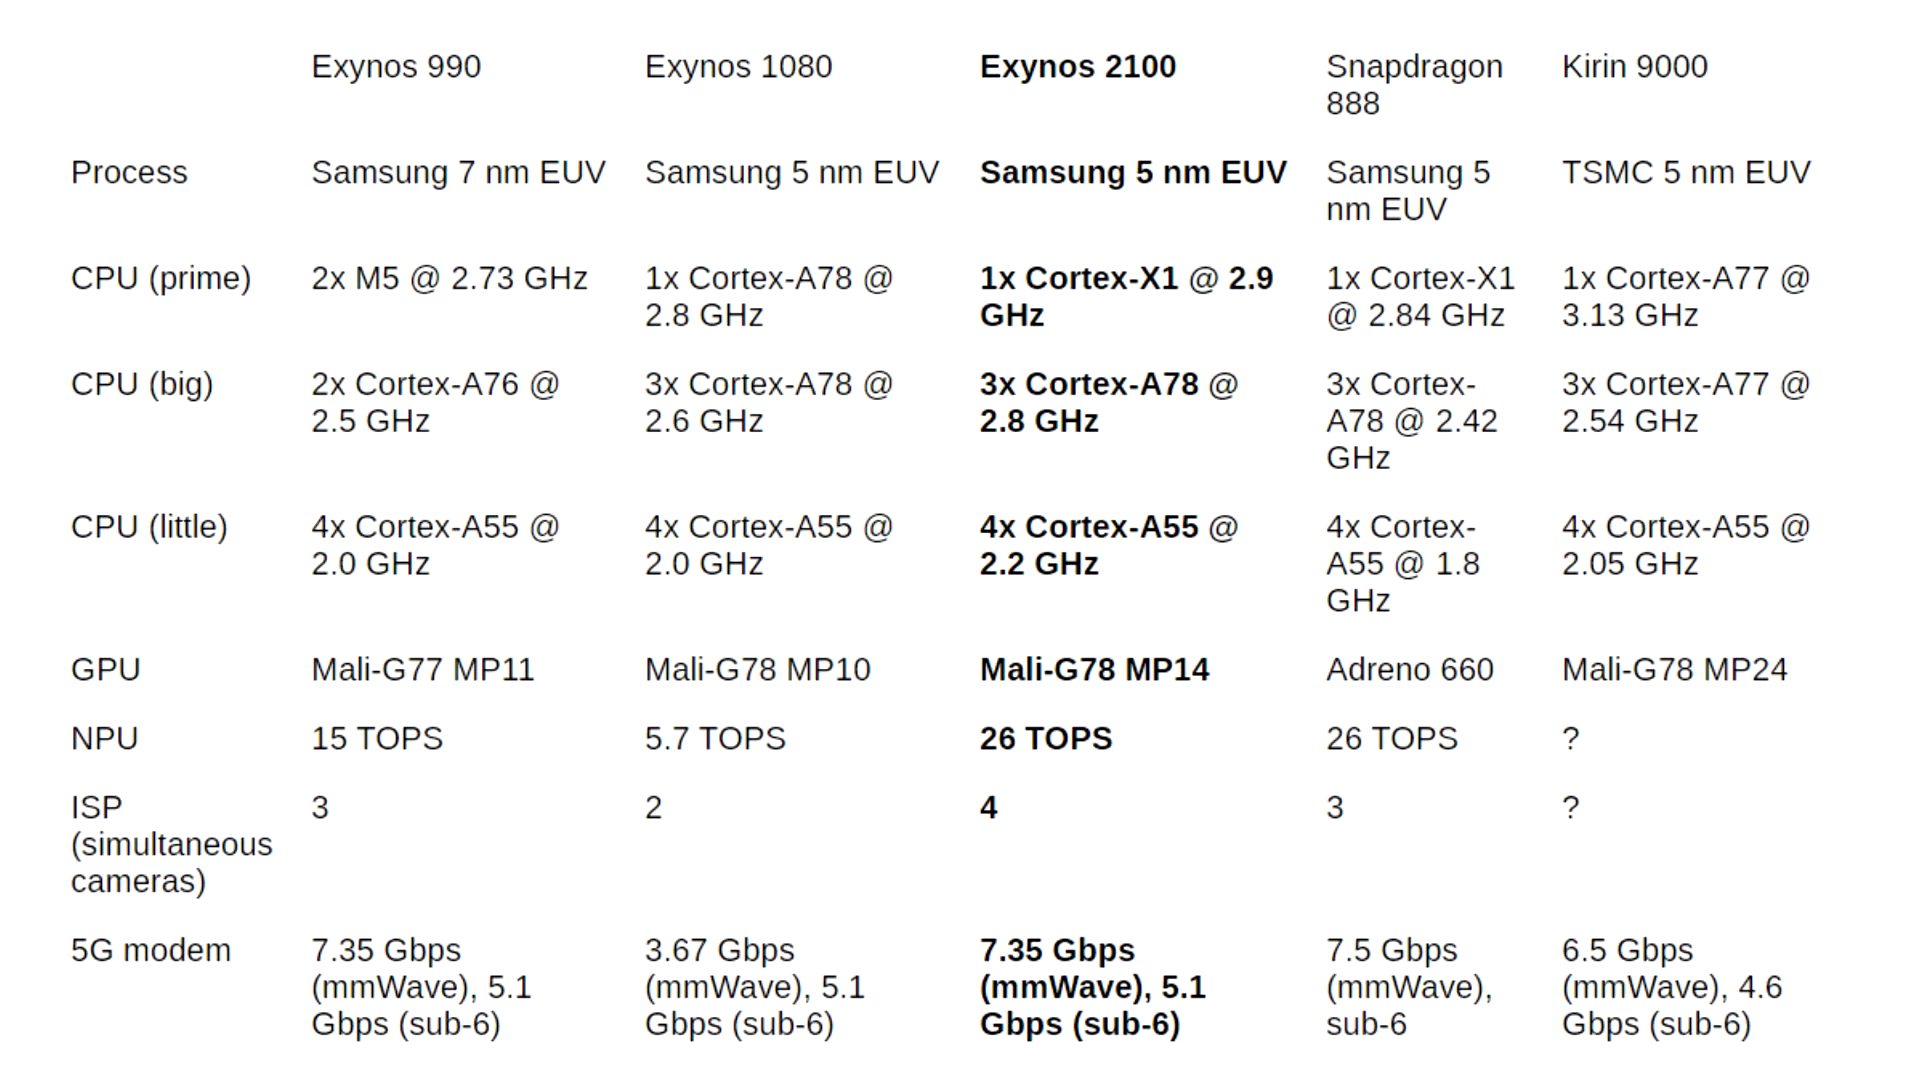 Exynos 990 Exynos 1080 Exynos 2100 Snapdragon 888 Kirin 9000
Process Samsung 7 nm EUV Samsung 5 nm EUV Samsung 5 nm EUV Samsung 5 nm EUV TSMC 5 nm EUV
CPU (prime) 2x M5 @ 2.73 GHz 1x Cortex-A78 @ 2.8 GHz 1x Cortex-X1 @ 2.9 GHz 1x Cortex-X1 @ 2.84 GHz 1x Cortex-A77 @ 3.13 GHz
CPU (big) 2x Cortex-A76 @ 2.5 GHz 3x Cortex-A78 @ 2.6 GHz 3x Cortex-A78 @ 2.8 GHz 3x Cortex-A78 @ 2.42 GHz 3x Cortex-A77 @ 2.54 GHz
CPU (little) 4x Cortex-A55 @ 2.0 GHz 4x Cortex-A55 @ 2.0 GHz 4x Cortex-A55 @ 2.2 GHz 4x Cortex-A55 @ 1.8 GHz 4x Cortex-A55 @ 2.05 GHz
GPU Mali-G77 MP11 Mali-G78 MP10 Mali-G78 MP14 Adreno 660 Mali-G78 MP24
NPU 15 TOPS 5.7 TOPS 26 TOPS 26 TOPS ?
ISP (simultaneous cameras) 3 2 4 3 ?
5G modem 7.35 Gbps (mmWave), 5.1 Gbps (sub-6) 3.67 Gbps (mmWave), 5.1 Gbps (sub-6) 7.35 Gbps (mmWave), 5.1 Gbps (sub-6) 7.5 Gbps (mmWave), sub-6 6.5 Gbps (mmWave), 4.6 Gbps (sub-6)